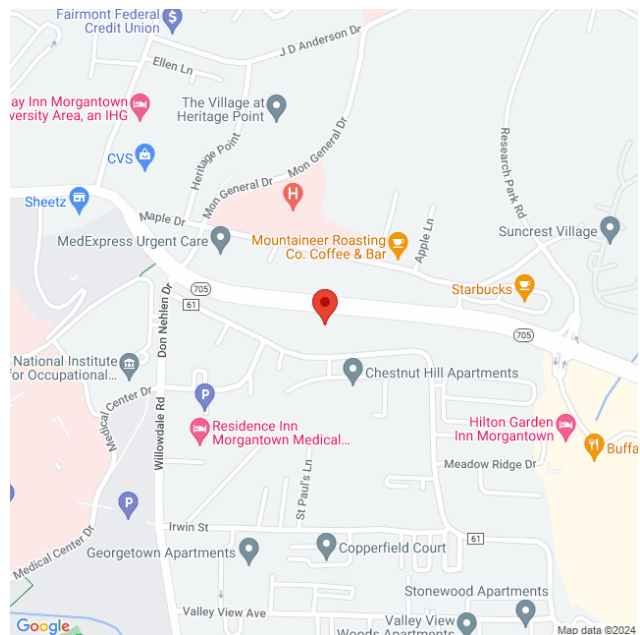 Fairmont Federal
Credit Union
J D Anderson Dr
Ellen Ln
ay Inn Morgantown
versity Area, an IHG
The Village at
Heritage Point
CVS
Heritage Point
Mon General Dr
Mon General Dr
Research Park Rd
Sheetz
H
Maple Dr
MedExpress Urgent Care
Mountaineer Roasting
Co. Coffee & Bar
Apple Ln
Suncrest Village
Starbucks
705
61
Don Nehlen Dr
705
National Institute
for Occupational...
Chestnut Hill Apartments
Medical Center Dr
P
Willowdale Rd
Residence Inn
Morgantown Medical...
Hilton Garden
Inn Morgantown
Buffa
Meadow Ridge Dr
St Paul's Ln
P
Irwin St
61
Georgetown Apartments
Copperfield Court
Medical Center Dr
Stonewood Apartments
Valley View Ave
Valley View
Woods Apartments
Google
Map data ©2024